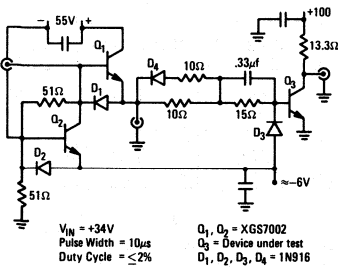 - 55V +
+100
Q1
13.3Ω
D4
10Ω
.33μf
Q3
51Ω
D1
10Ω
15Ω
Q2
D3
D2
≈-6V
51Ω
VIN = +34V
Pulse Width = 10μs
Duty Cycle = ≤2%
Q1, Q2 = XGS7002
Q3 = Device under test
D1, D2, D3, D4 = 1N916